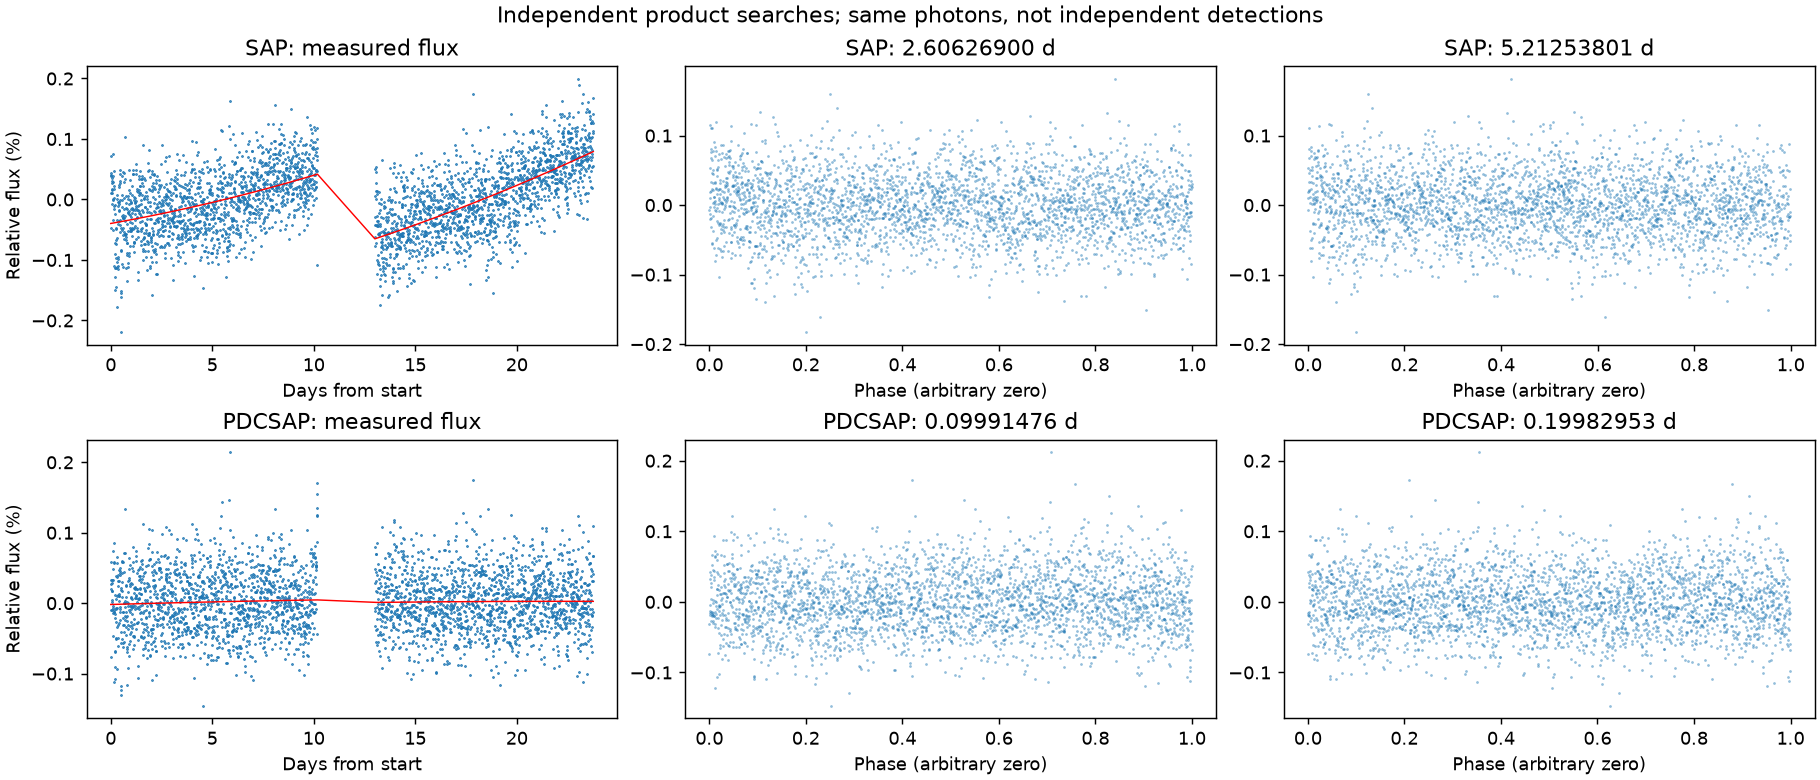 Independent product searches; same photons, not independent detections
SAP: measured flux
Relative flux (%)
0.2
0.1
0.0
−0.1
−0.2
0 5 10 15 20
Days from start
SAP: 2.60626900 d
0.1
0.0
−0.1
−0.2
0.0 0.2 0.4 0.6 0.8 1.0
Phase (arbitrary zero)
SAP: 5.21253801 d
0.1
0.0
−0.1
−0.2
0.0 0.2 0.4 0.6 0.8 1.0
Phase (arbitrary zero)
PDCSAP: measured flux
Relative flux (%)
0.2
0.1
0.0
−0.1
0 5 10 15 20
Days from start
PDCSAP: 0.09991476 d
0.2
0.1
0.0
−0.1
0.0 0.2 0.4 0.6 0.8 1.0
Phase (arbitrary zero)
PDCSAP: 0.19982953 d
0.2
0.1
0.0
−0.1
0.0 0.2 0.4 0.6 0.8 1.0
Phase (arbitrary zero)